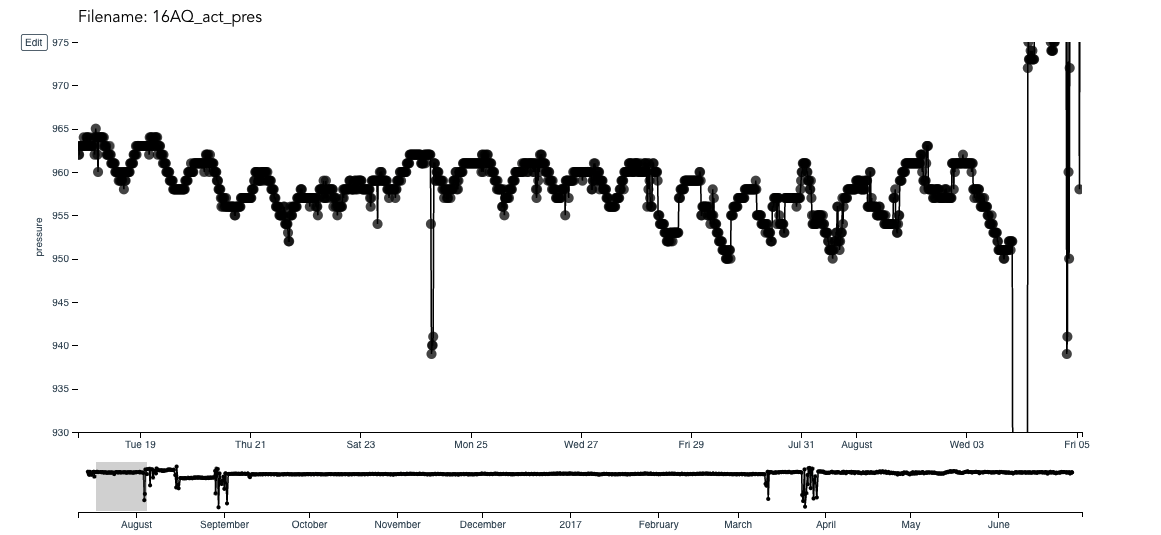 Filename: 16AQ_act_pres
Edit
975
970
965
960
955
950
945
940
935
930
pressure
Tue 19 Thu 21 Sat 23 Mon 25 Wed 27 Fri 29 Jul 31 August Wed 03 Fri 05
August September October November December 2017 February March April May June